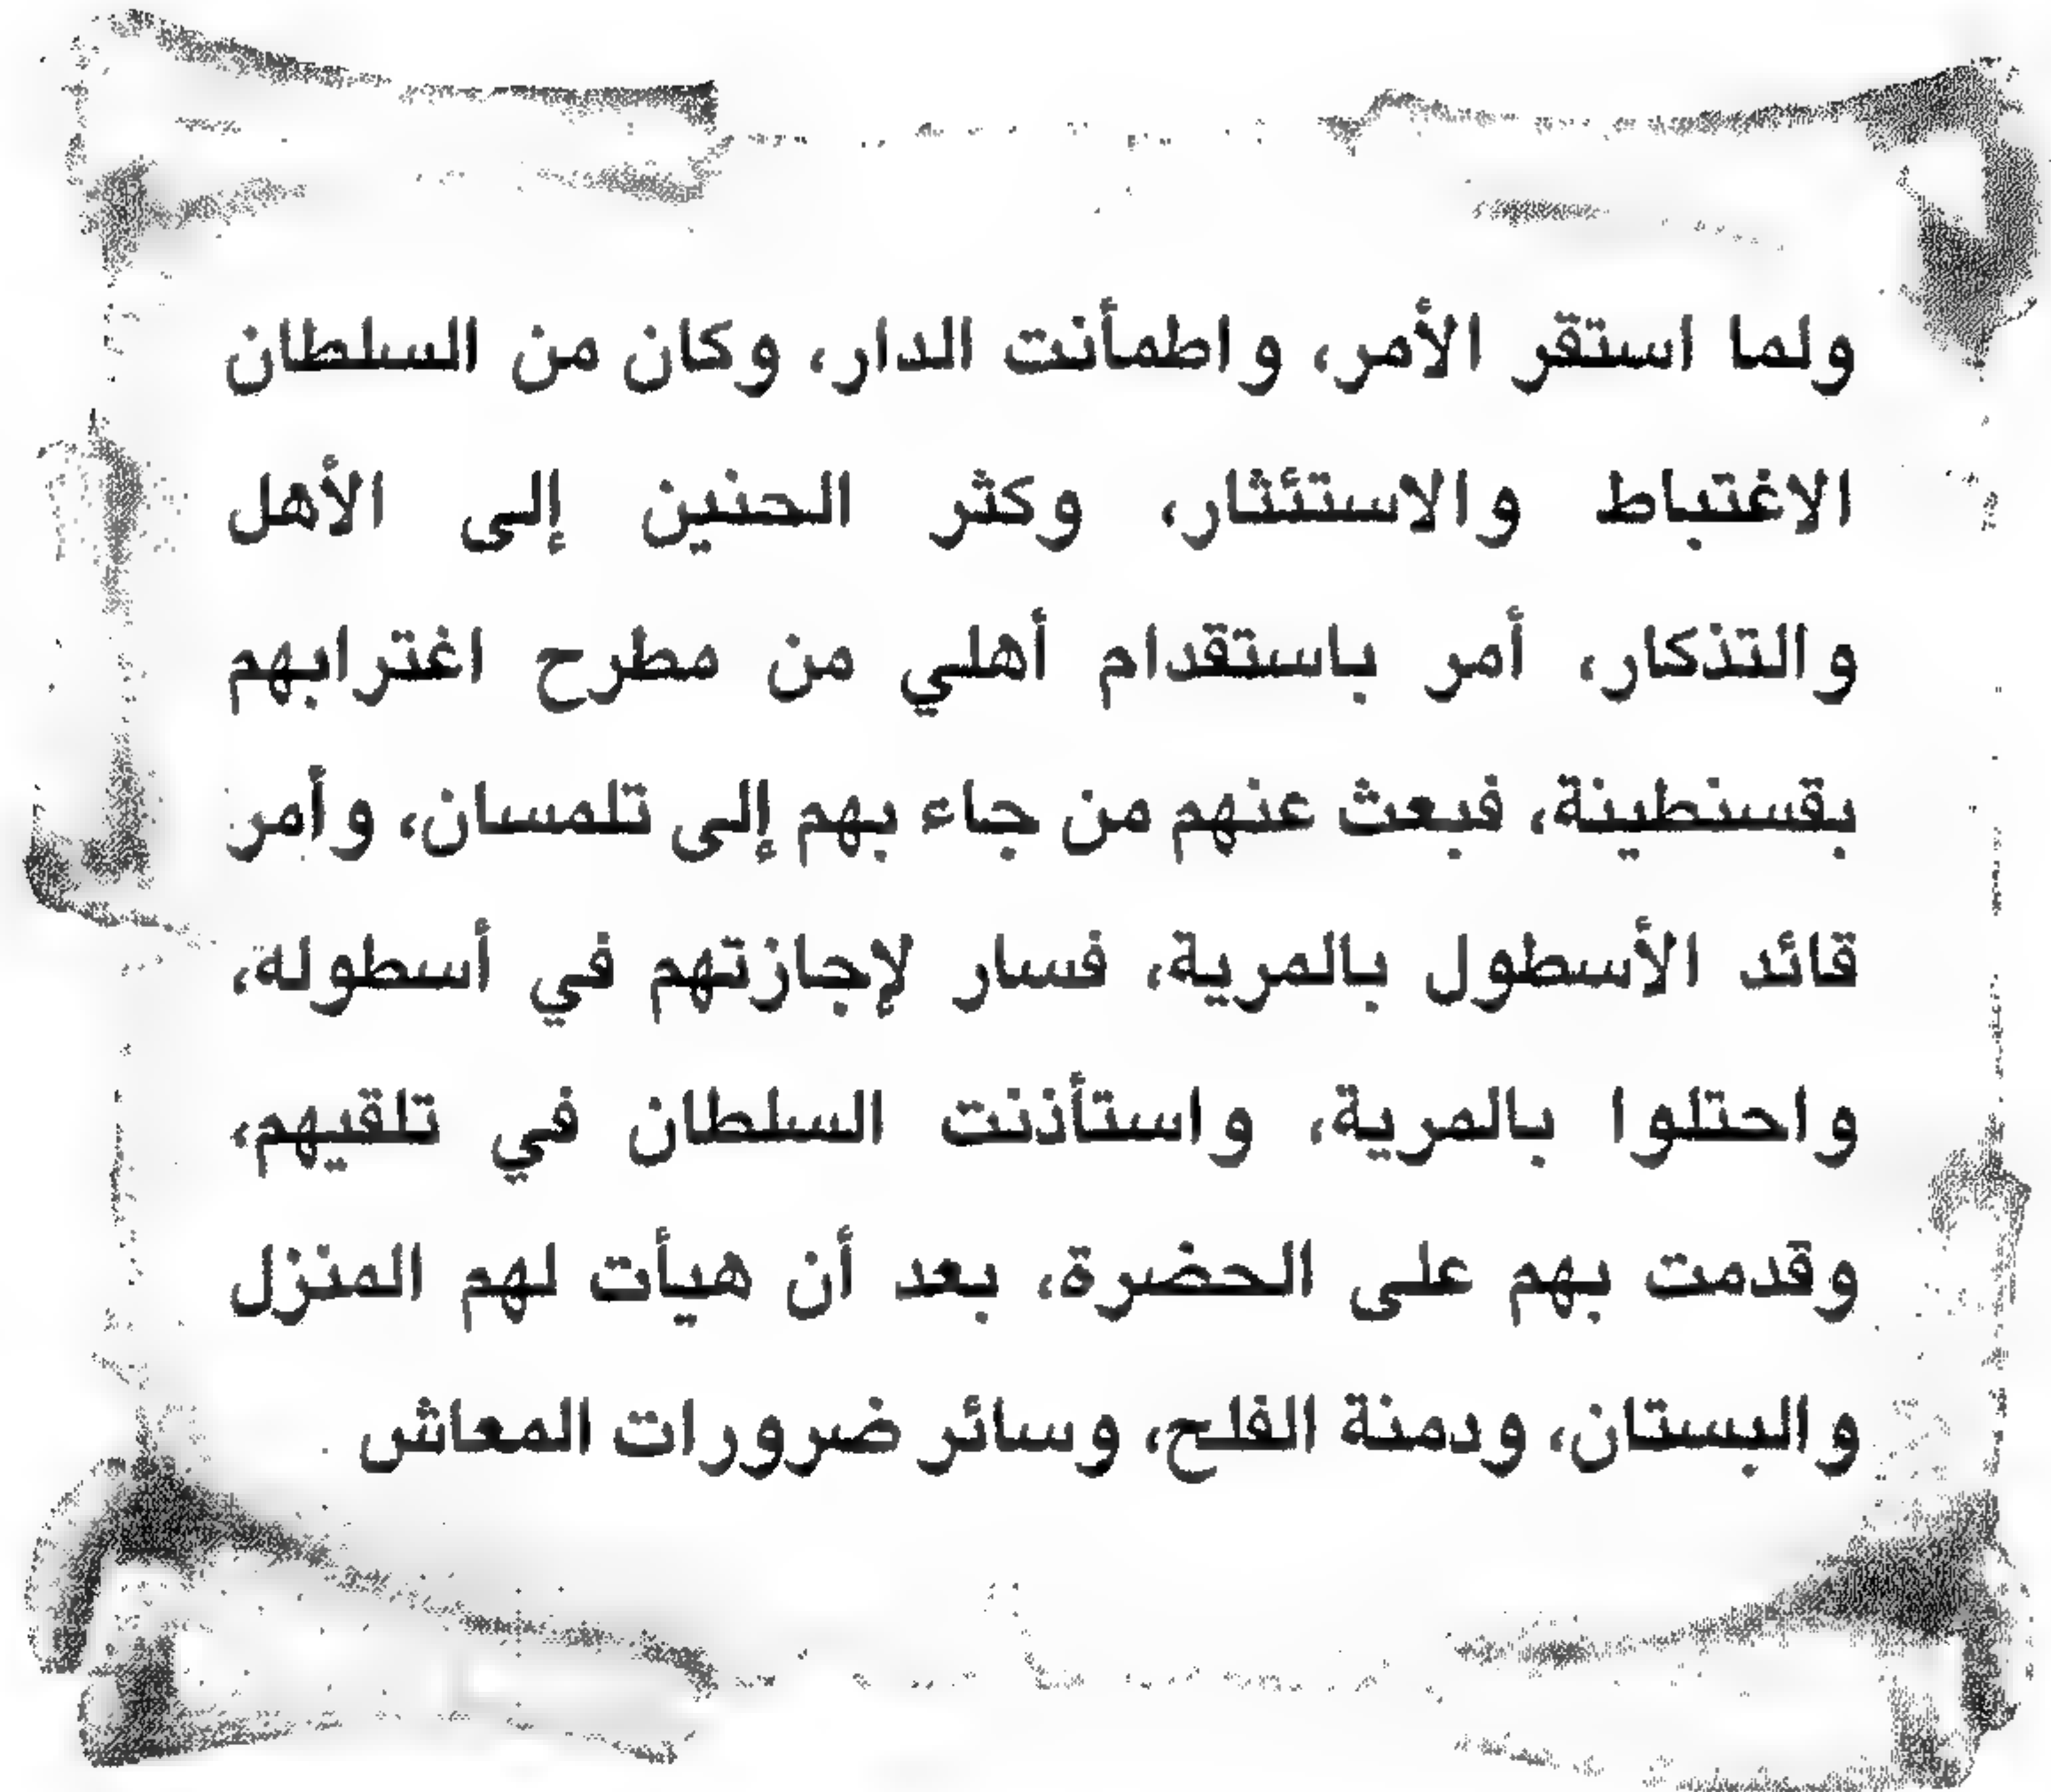 ولما استقر الأمر، واطمأنت الدار، وكان من السلطان
الاغتباط والاستئثار، وكثر الحنين إلى الأهل
والتذكار، أمر باستقدام أهلي من مطرح اغترابهم
بقسنطينة، فبعث عنهم من جاء بهم إلى تلمسان، وأمر
قائد الأسطول بالمرية، فسار لإجازتهم في أسطوله،
واحتلوا بالمرية، واستأذنت السلطان في تلقيهم،
وقدمت بهم على الحضرة، بعد أن هيأت لهم المنزل
والبستان، ودمنة الفلح، وسائر ضرورات المعاش